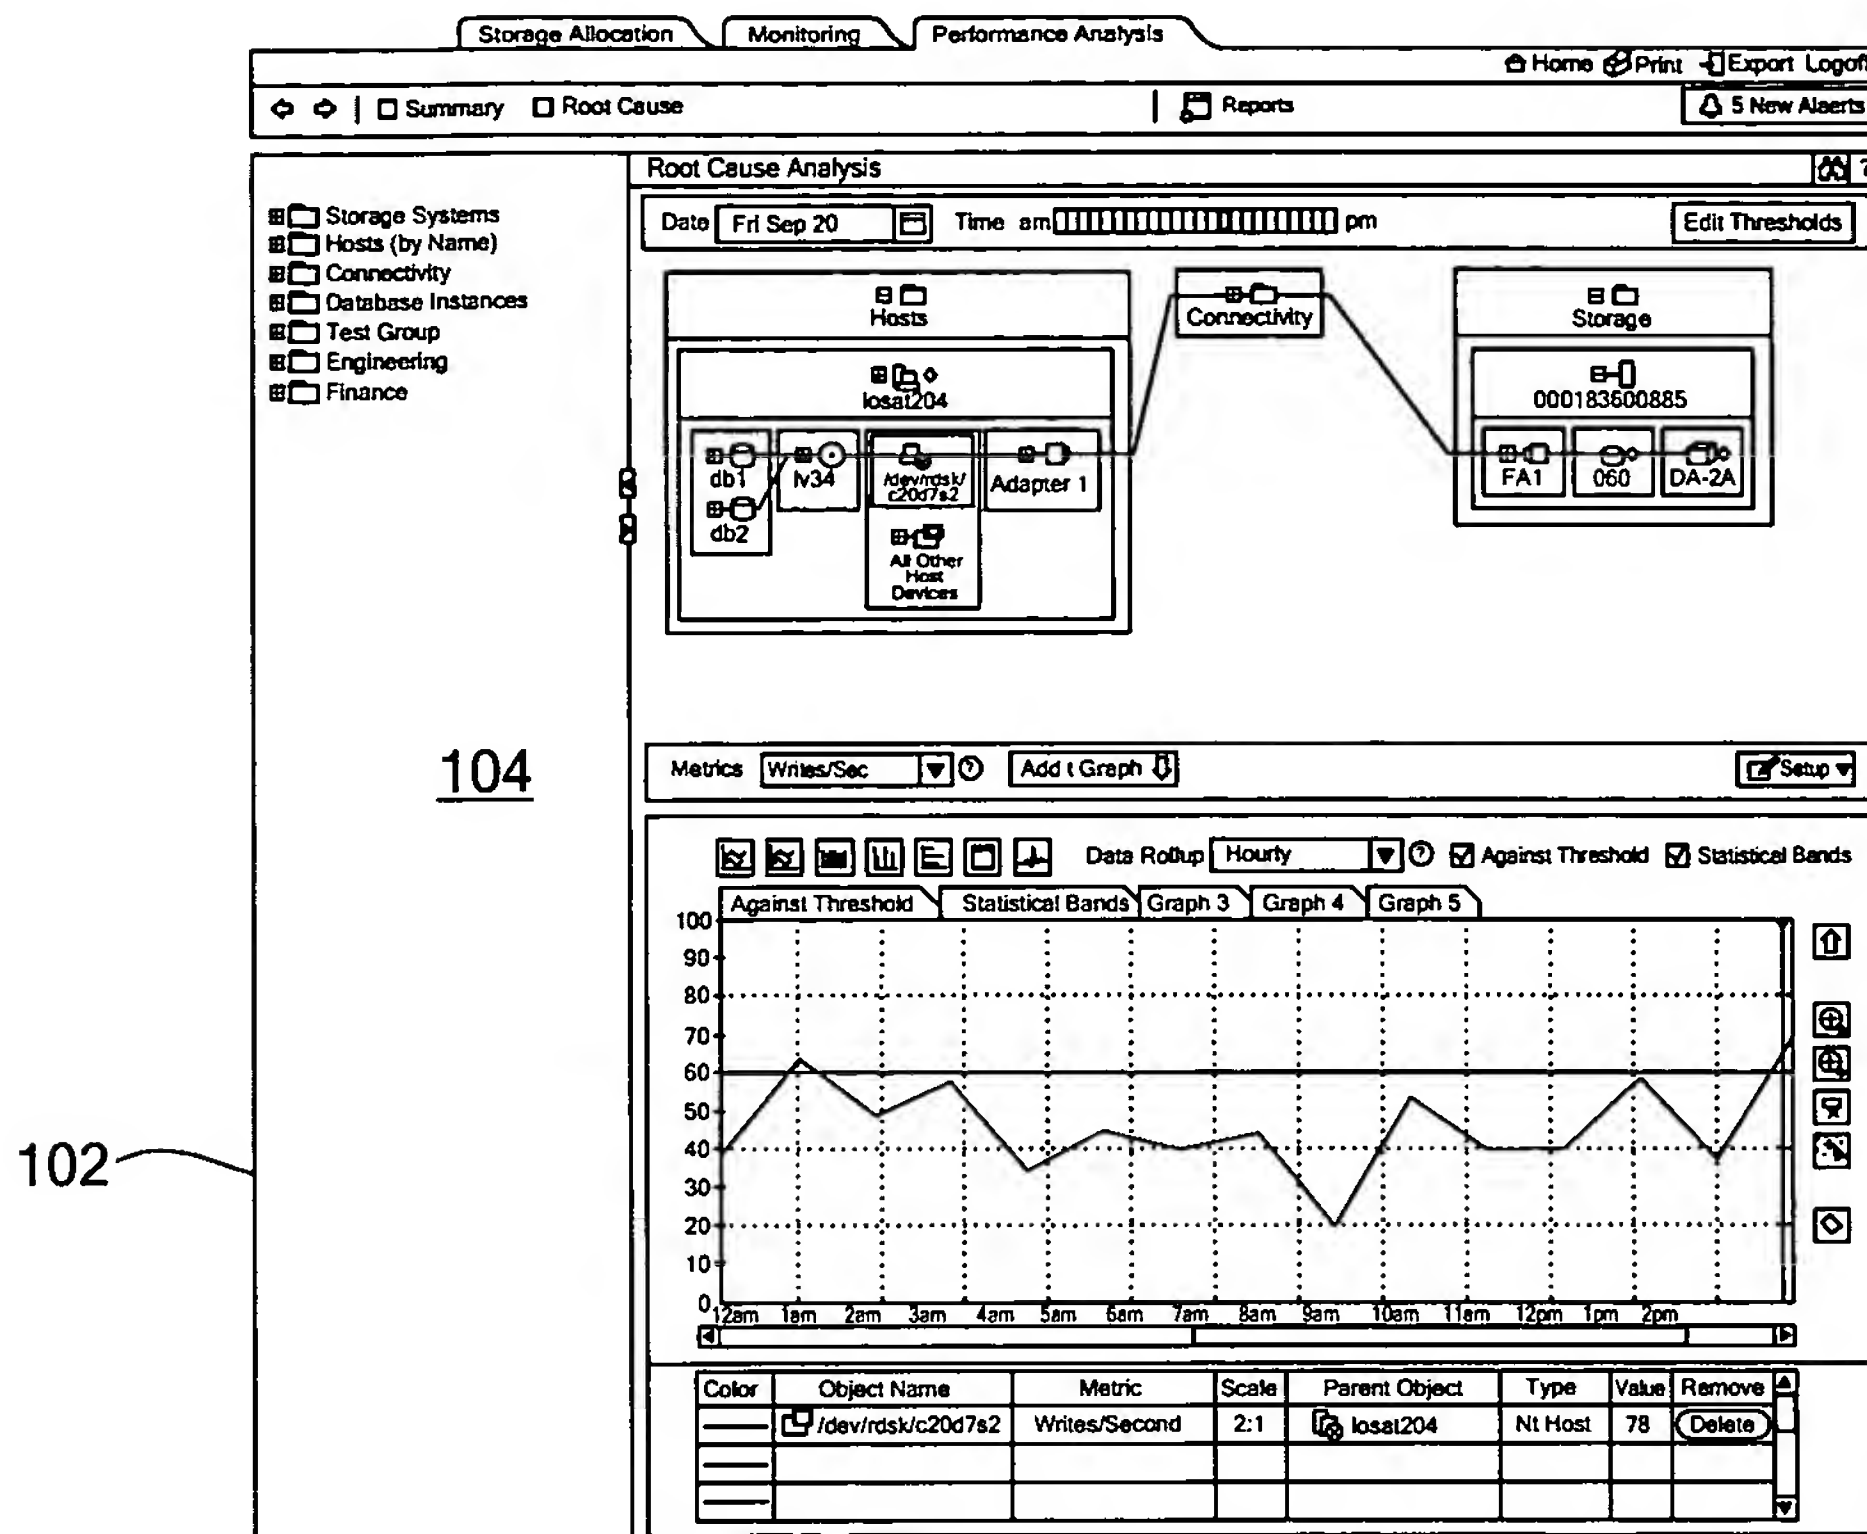 Storage Allocation Monitoring Performance Analysis
Home Print Export Logoff
Summary Root Cause Reports 5 New Alaerts
Root Cause Analysis
Storage Systems
Hosts (by Name)
Connectivity
Database Instances
Test Group
Engineering
Finance
Date Fri Sep 20 Time am pm Edit Thresholds
Hosts
Connectivity
Storage
losat204
000183600885
db1 lv34 /dev/rdsk/ c20d7s2 Adapter 1
db2
All Other
Host
Devices
FA1 060 DA-2A
104
102
Metrics Writes/Sec Add t Graph Setup
Data Rollup Hourly Against Threshold Statistical Bands
Against Threshold Statistical Bands Graph 3 Graph 4 Graph 5
100
90
80
70
60
50
40
30
20
10
0
12am 1am 2am 3am 4am 5am 6am 7am 8am 9am 10am 11am 12pm 1pm 2pm
Color Object Name Metric Scale Parent Object Type Value Remove
/dev/rdsk/c20d7s2 Writes/Second 2:1 losat204 Nt Host 78 Delete